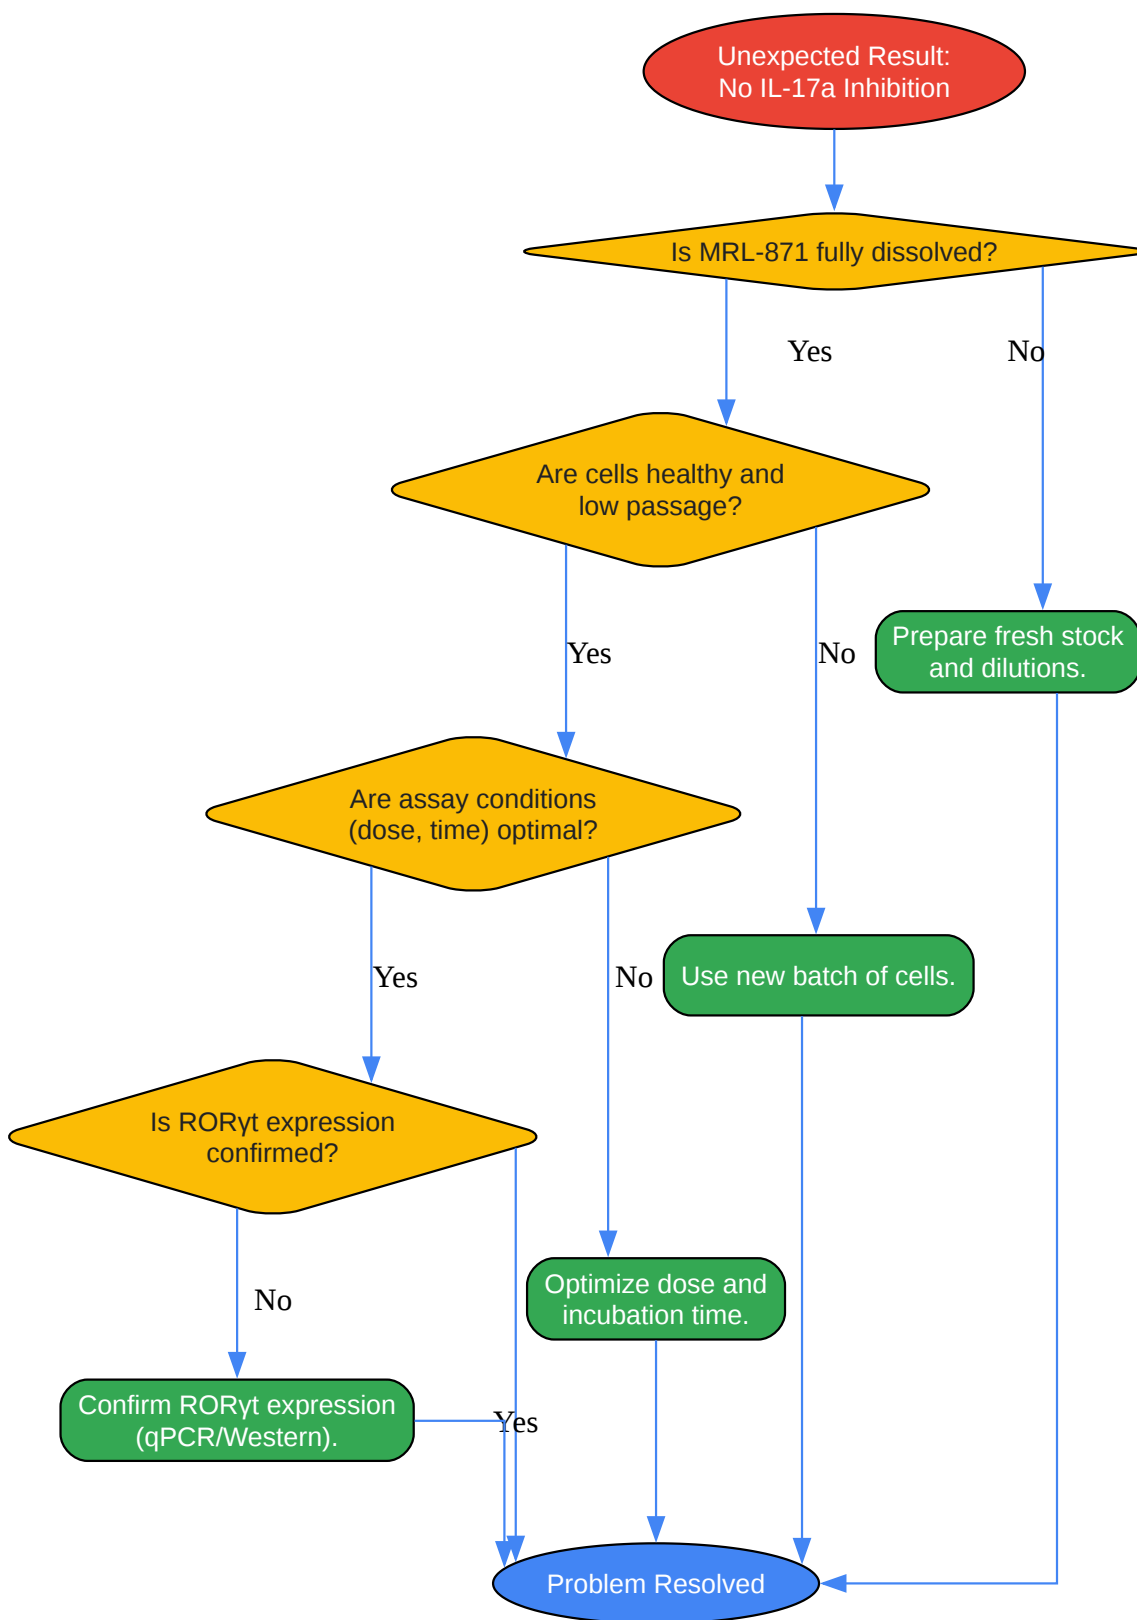 Unexpected Result:
No IL-17a Inhibition
Is MRL-871 fully dissolved?
Yes
No
Are cells healthy and
low passage?
Prepare fresh stock
and dilutions.
Yes
No
Are assay conditions
(dose, time) optimal?
Yes
No
Use new batch of cells.
Is RORγt expression
confirmed?
No
Optimize dose and
incubation time.
Confirm RORγt expression
(qPCR/Western).
Yes
Problem Resolved